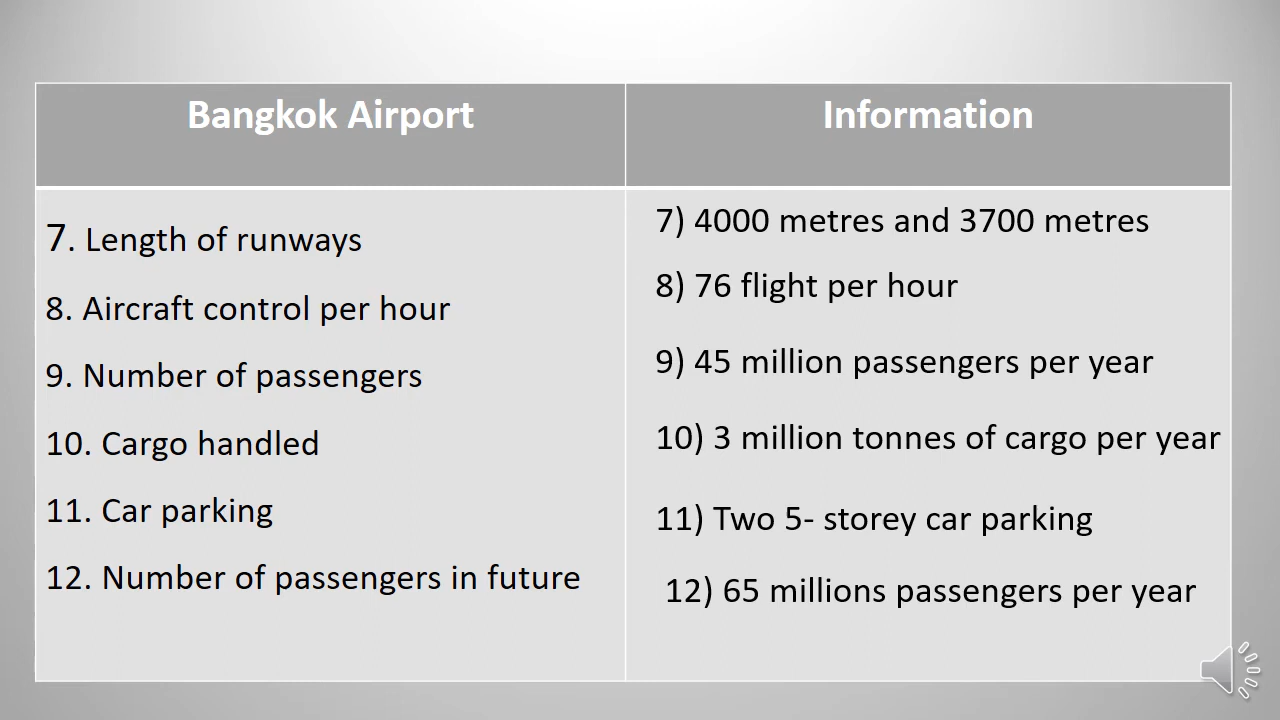 Bangkok Airport
Information
7. Length of runways
8. Aircraft control per hour
9. Number of passengers
10. Cargo handled
11. Car parking
12. Number of passengers in future
7) 4000 metres and 3700 metres
8) 76 flight per hour
9) 45 million passengers per year
10) 3 million tonnes of cargo per year
11) Two 5- storey car parking
12) 65 millions passengers per year